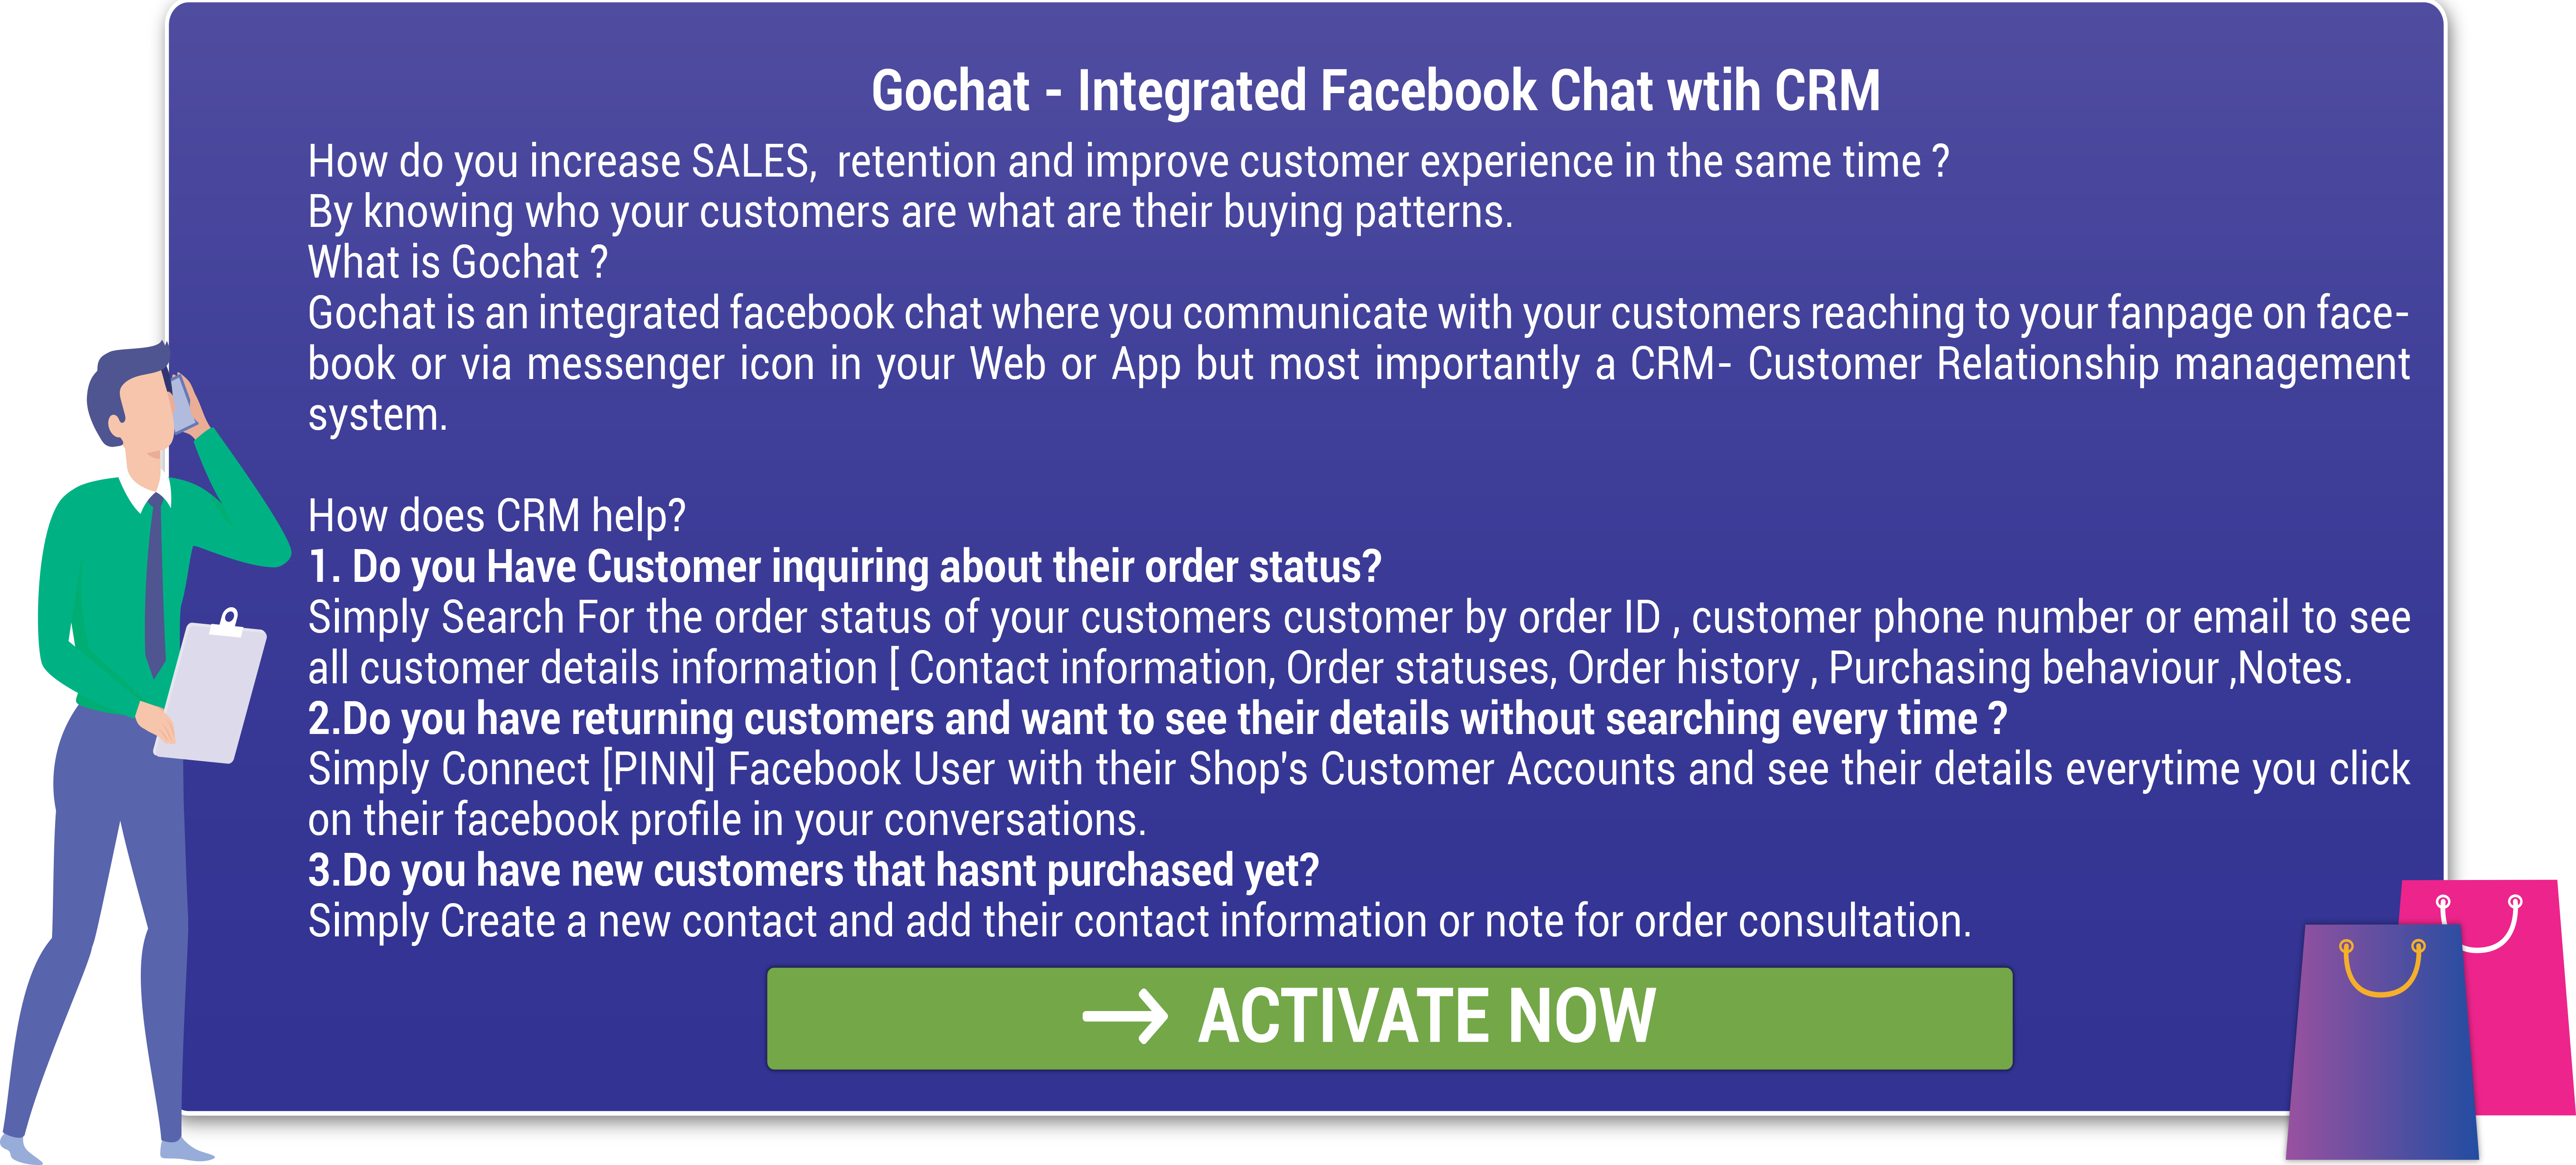 Gochat - Integrated Facebook Chat wtih CRM
How do you increase SALES,  retention and improve customer experience in the same time ?
By knowing who your customers are what are their buying patterns.
What is Gochat ?
Gochat is an integrated facebook chat where you communicate with your customers reaching to your fanpage on face-
book or via messenger icon in your Web or App but most importantly a CRM- Customer Relationship management
system.
How does CRM help?
1. Do you Have Customer inquiring about their order status?
Simply Search For the order status of your customers customer by order ID , customer phone number or email to see
all customer details information [ Contact information, Order statuses, Order history , Purchasing behaviour ,Notes.
2.Do you have returning customers and want to see their details without searching every time ?
Simply Connect [PINN] Facebook User with their Shop's Customer Accounts and see their details everytime you click
on their facebook profile in your conversations.
3.Do you have new customers that hasnt purchased yet?
Simply Create a new contact and add their contact information or note for order consultation.
→ ACTIVATE NOW